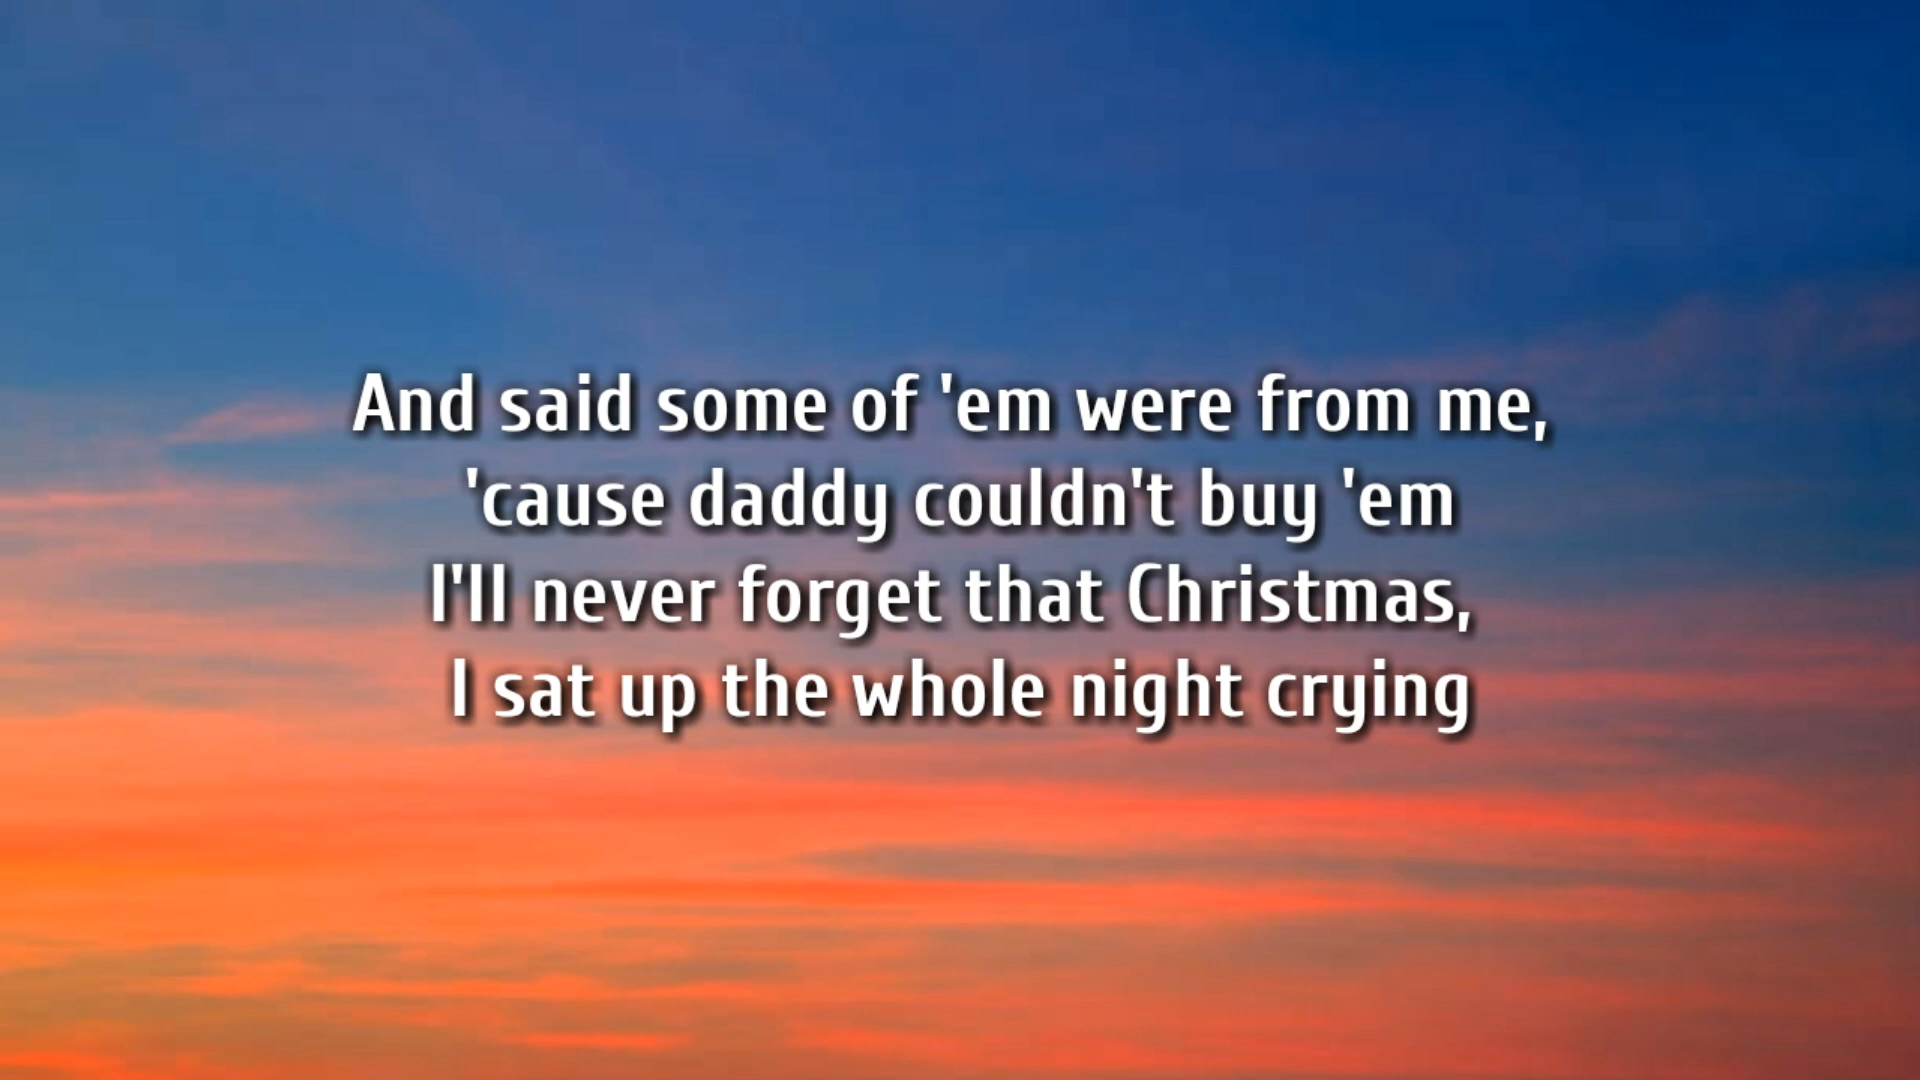 And said some of 'em were from me,
'cause daddy couldn't buy 'em
I'll never forget that Christmas,
I sat up the whole night crying